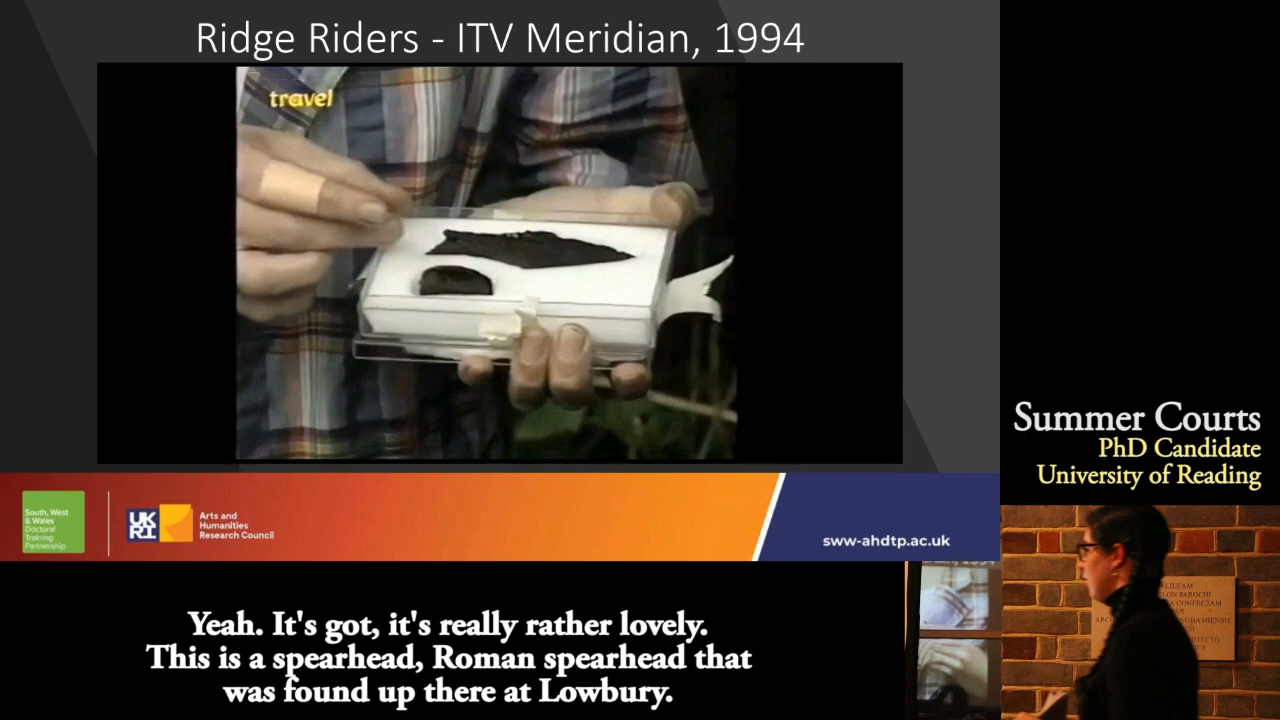 Ridge Riders - ITV Meridian, 1994
travel
Summer Courts
PhD Candidate
University of Reading
South, West
& Wales
Doctoral
Training
Partnership
UK
RI
Arts and
Humanities
Research Council
sww-ahdtp.ac.uk
Yeah. It's got, it's really rather lovely.
This is a spearhead, Roman spearhead that
was found up there at Lowbury.